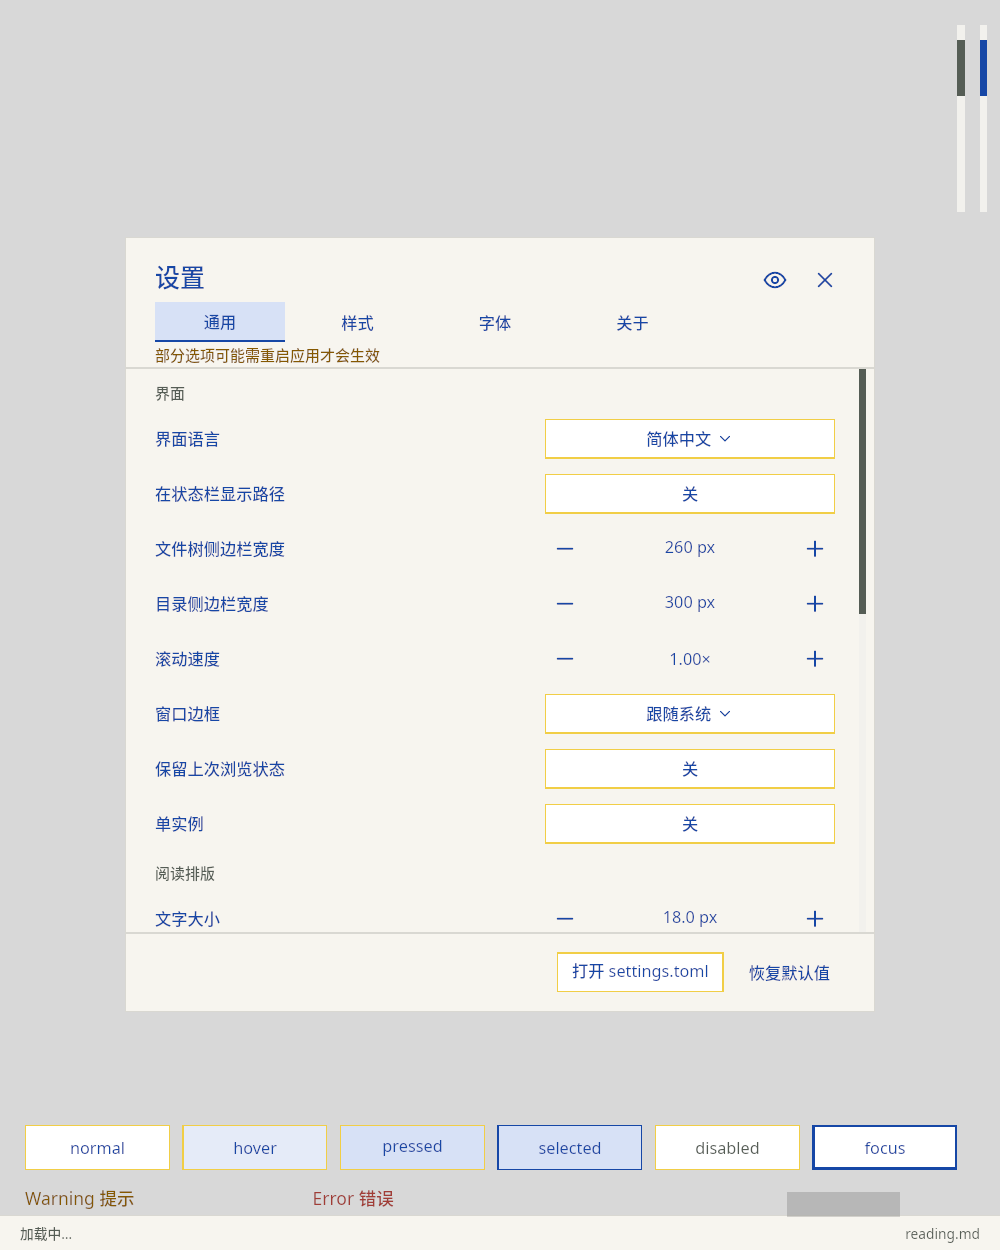 设置
通用 样式 字体 关于
部分选项可能需重启应用才会生效
界面
界面语言 简体中文
在状态栏显示路径 关
文件树侧边栏宽度 — 260 px +
目录侧边栏宽度 — 300 px +
滚动速度 — 1.00× +
窗口边框 跟随系统
保留上次浏览状态 关
单实例 关
阅读排版
文字大小 — 18.0 px +
打开 settings.toml 恢复默认值
normal hover pressed selected disabled focus
Warning 提示 Error 错误
加载中... reading.md